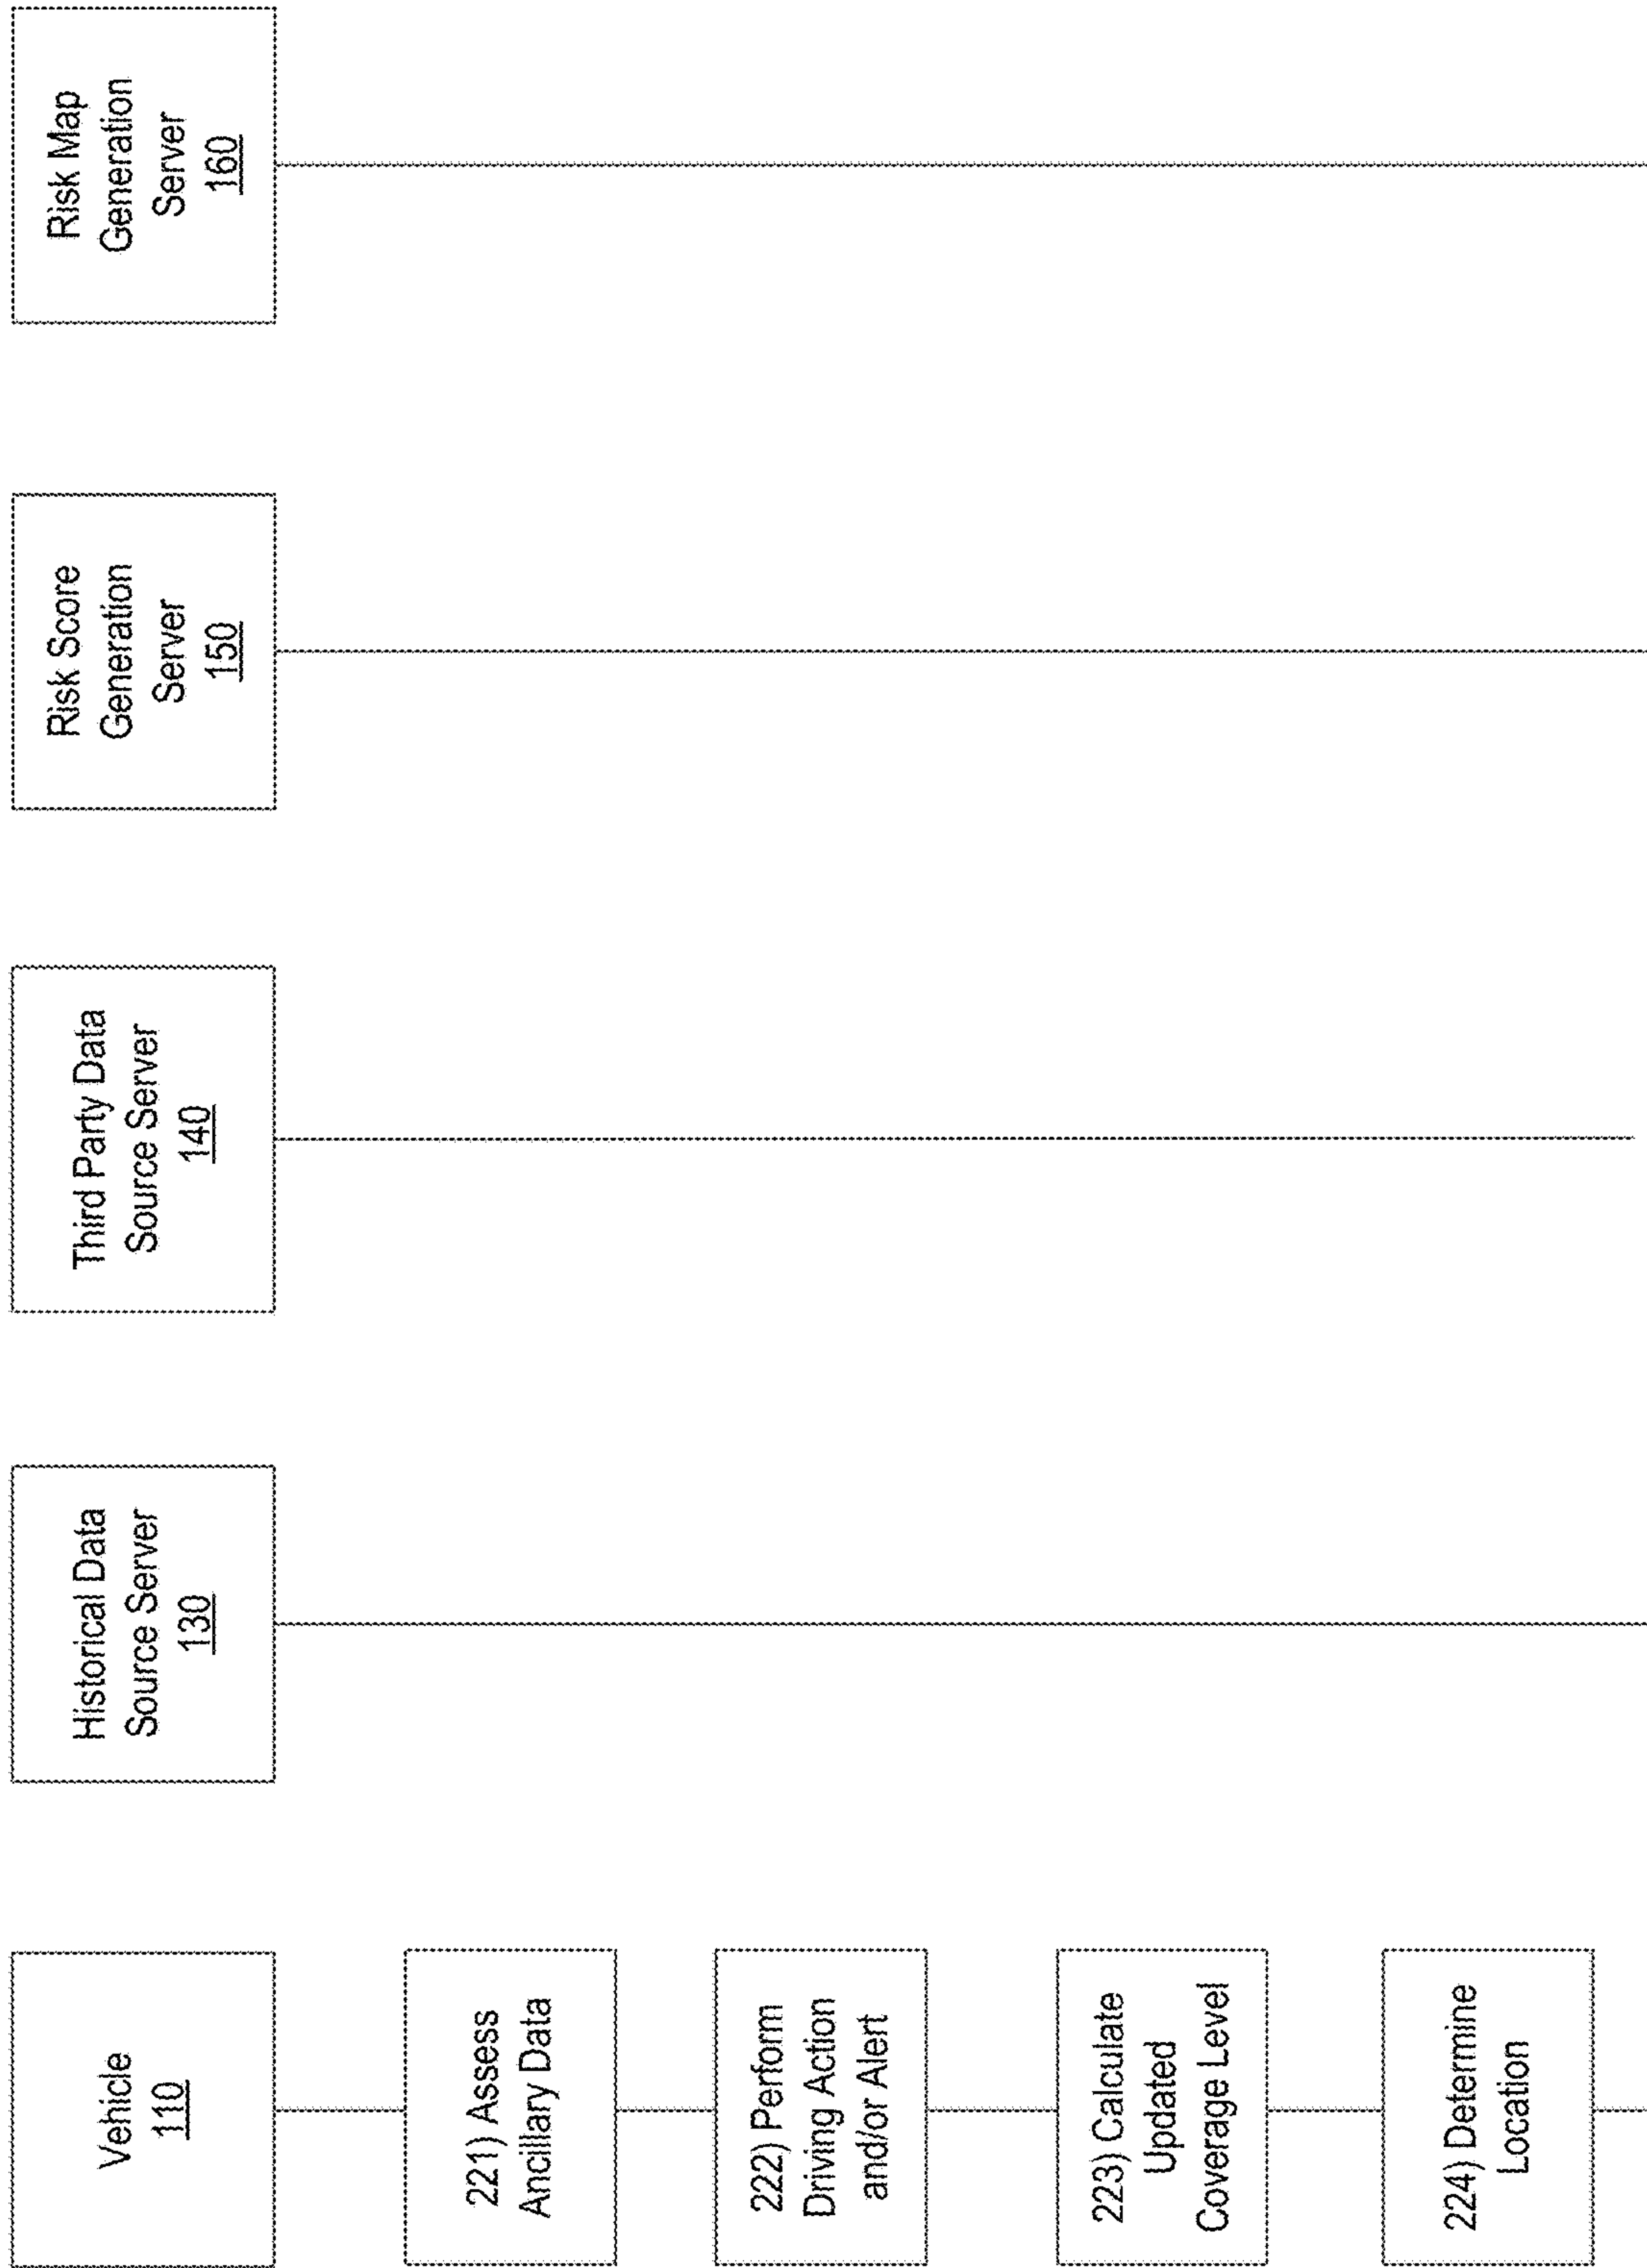 Vehicle
110
Historical Data
Source Server
130
Third Party Data
Source Server
140
Risk Score
Generation
Server
150
Risk Map
Generation
Server
160
221) Assess
Ancillary Data
222) Perform
Driving Action
and/or Alert
223) Calculate
Updated
Coverage Level
224) Determine
Location